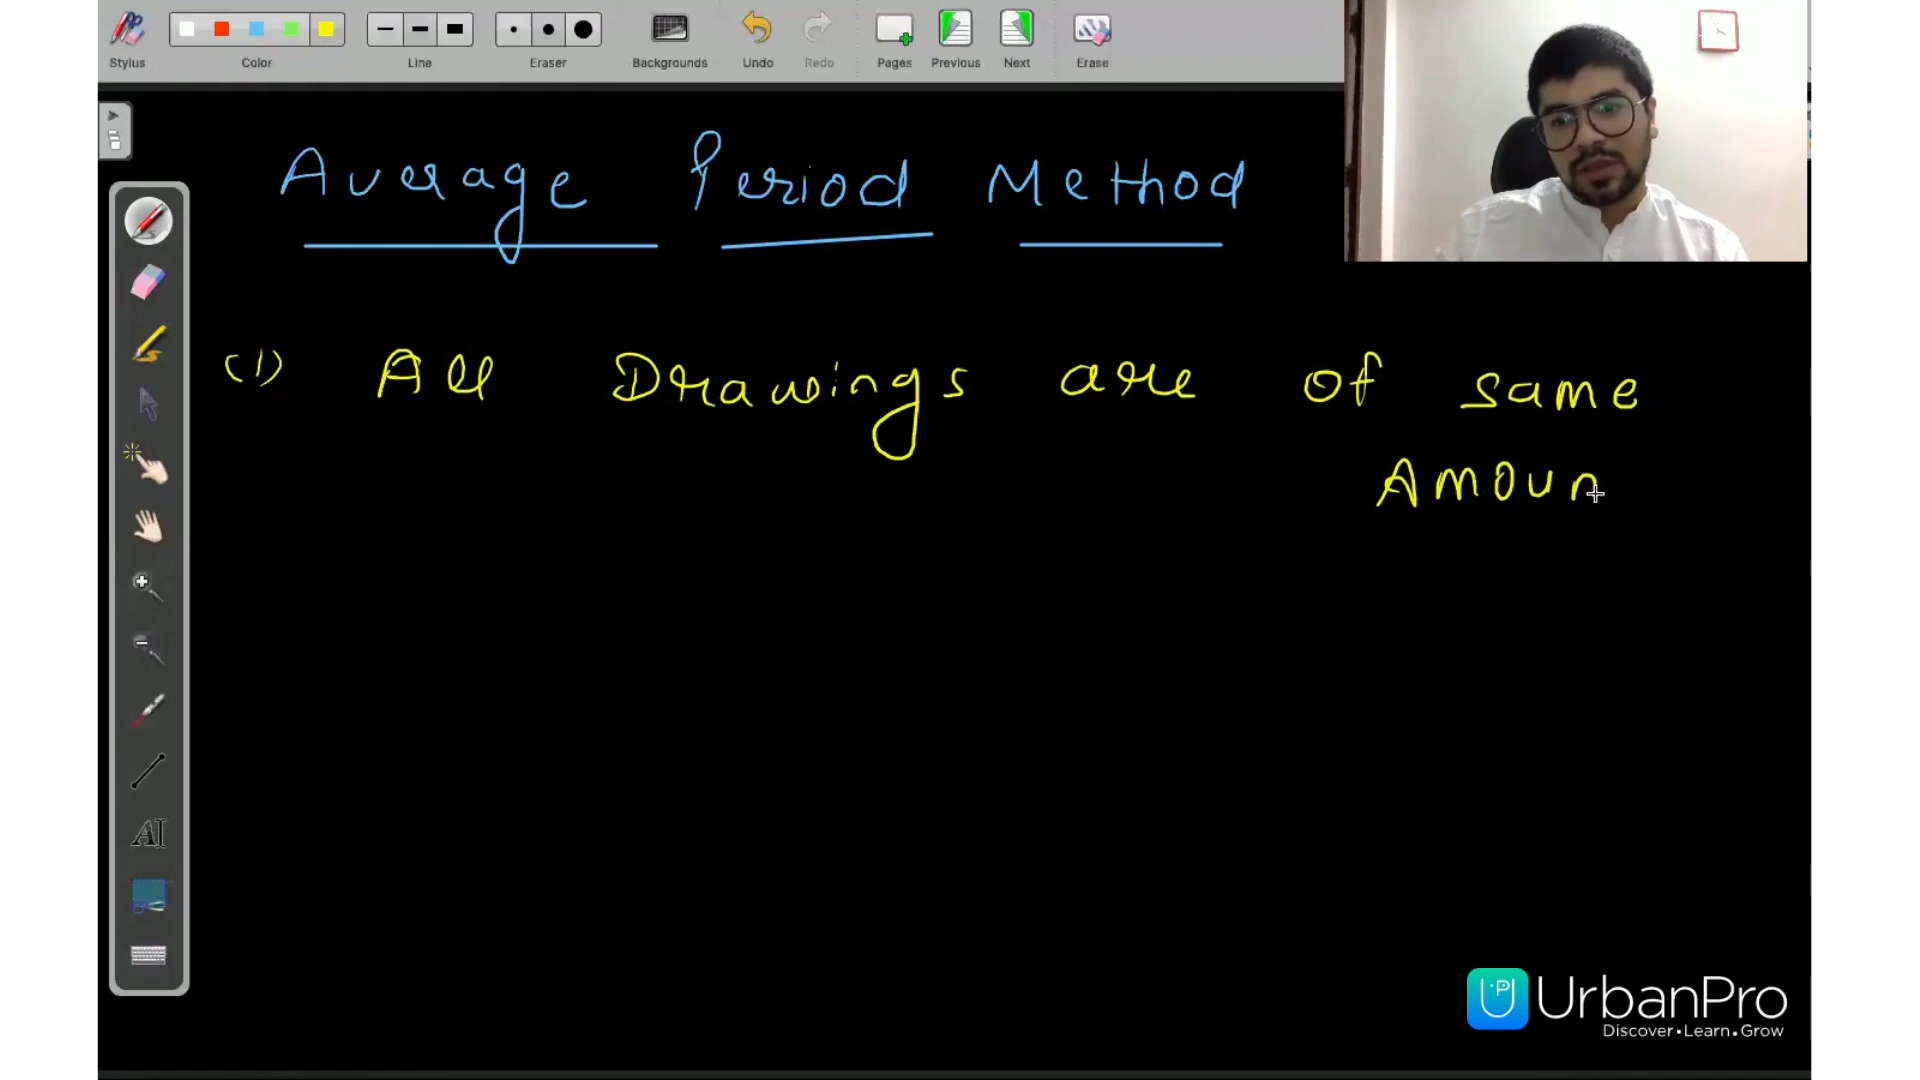 Stylus Color Line Eraser Backgrounds Undo Redo Pages Previous Next Erase
Average Period Method
(1) All Drawings are of same
Amoun
AI
UrbanPro
Discover•Learn•Grow